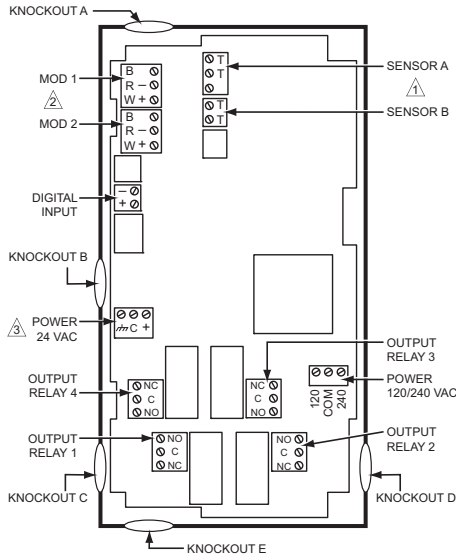 KNOCKOUT A
MOD 1
2
MOD 2
B
R –
W +
B
R –
W +
T
T
T
T
SENSOR A
1
SENSOR B
DIGITAL
INPUT
–
+
KNOCKOUT B
3
POWER
24 VAC
C +
OUTPUT
RELAY 4
NC
C
NO
NC
C
NO
OUTPUT
RELAY 3
120
COM
240
POWER
120/240 VAC
OUTPUT
RELAY 1
NO
C
NC
NO
C
NC
OUTPUT
RELAY 2
KNOCKOUT C
KNOCKOUT D
KNOCKOUT E